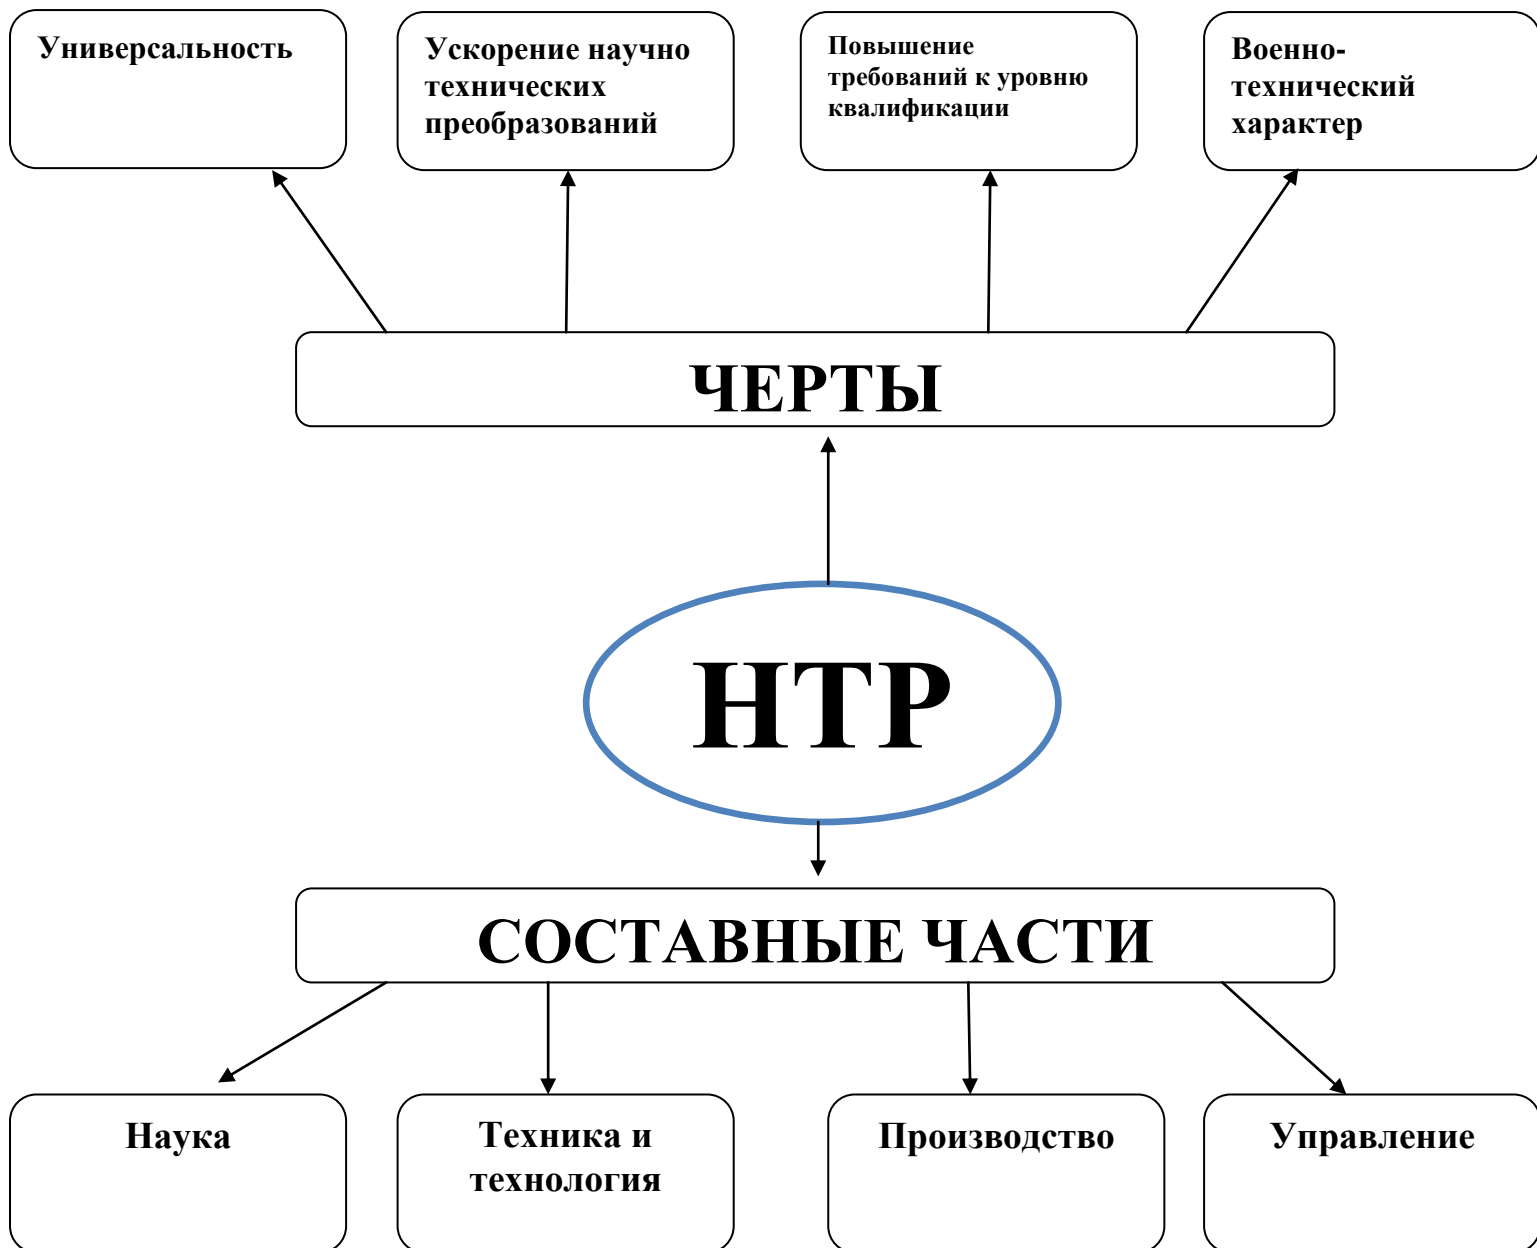 Универсальность
Ускорение научно
технических
преобразований
Повышение
требований к уровню
квалификации
Военно-
технический
характер
ЧЕРТЫ
НТР
СОСТАВНЫЕ ЧАСТИ
Наука
Техника и
технология
Производство
Управление